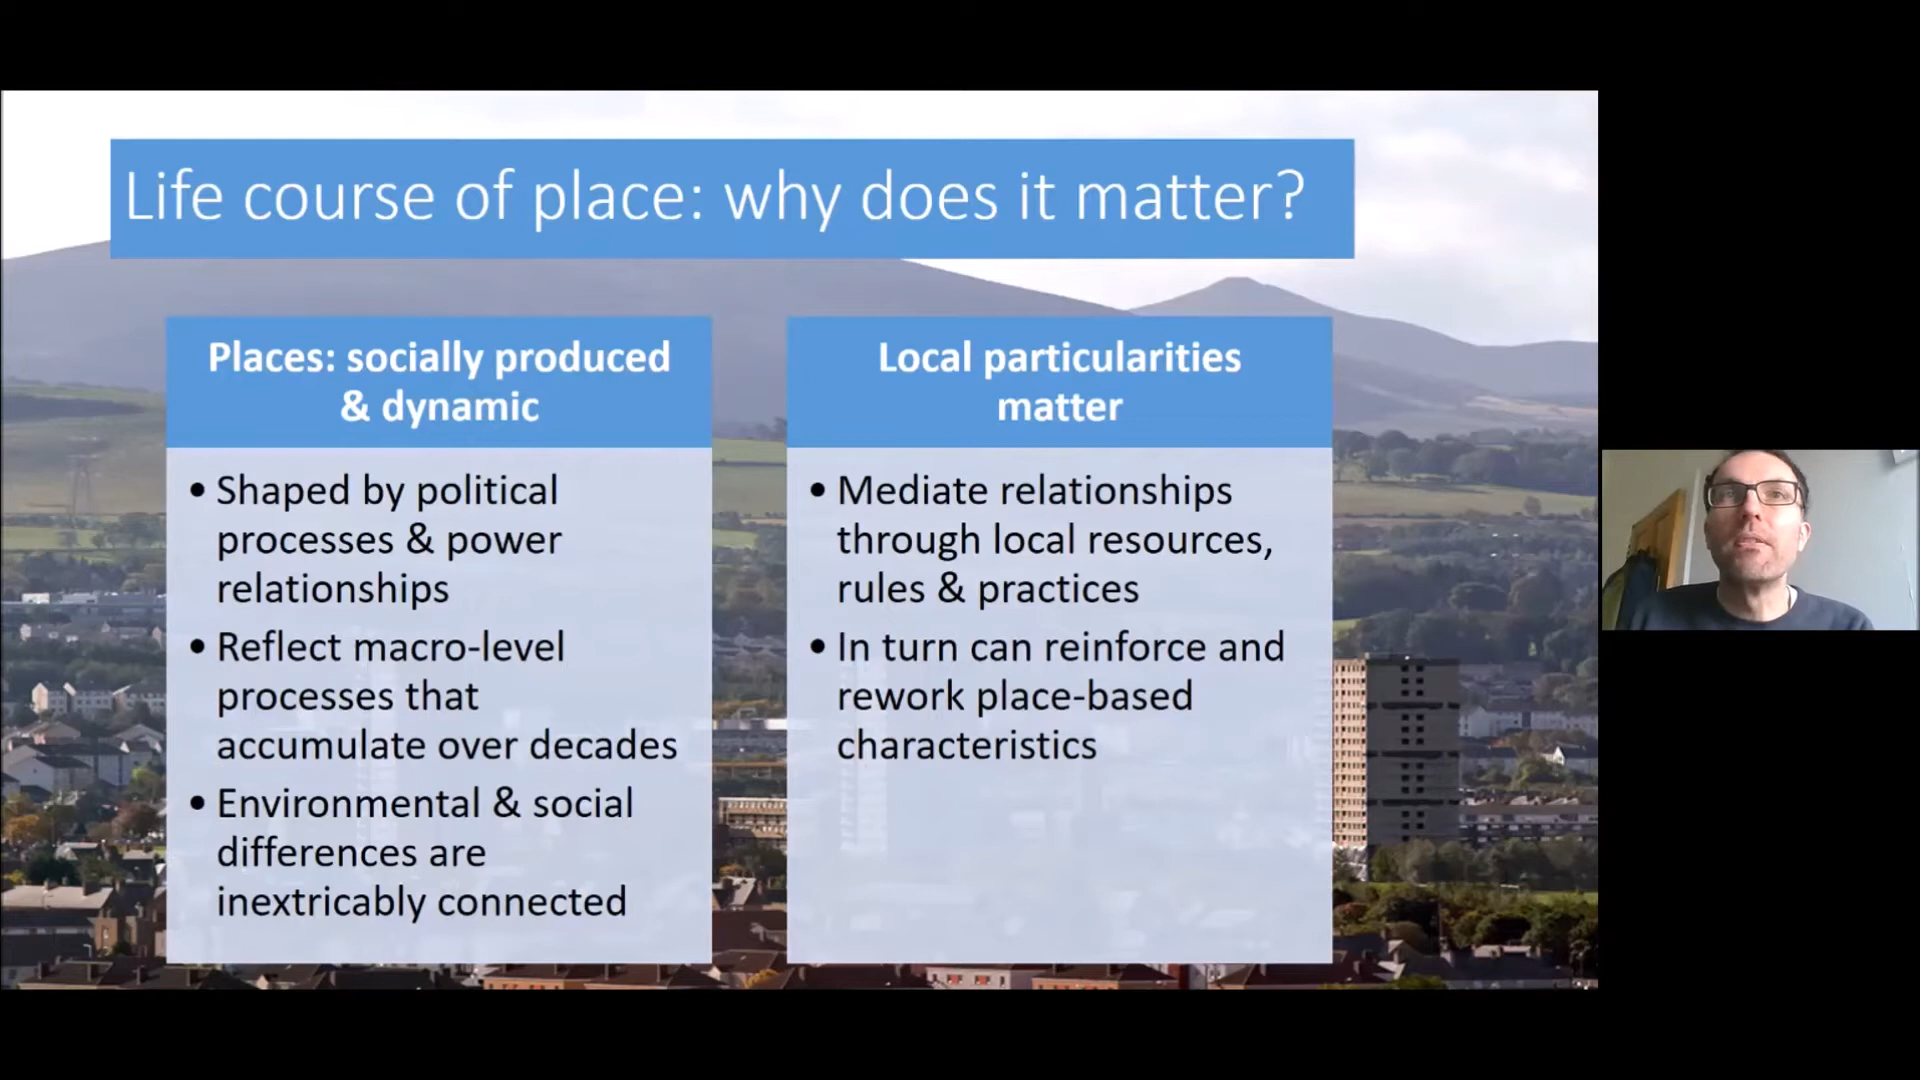 Life course of place: why does it matter?
Places: socially produced
& dynamic
• Shaped by political
processes & power
relationships
• Reflect macro-level
processes that
accumulate over decades
• Environmental & social
differences are
inextricably connected
Local particularities
matter
• Mediate relationships
through local resources,
rules & practices
• In turn can reinforce and
rework place-based
characteristics